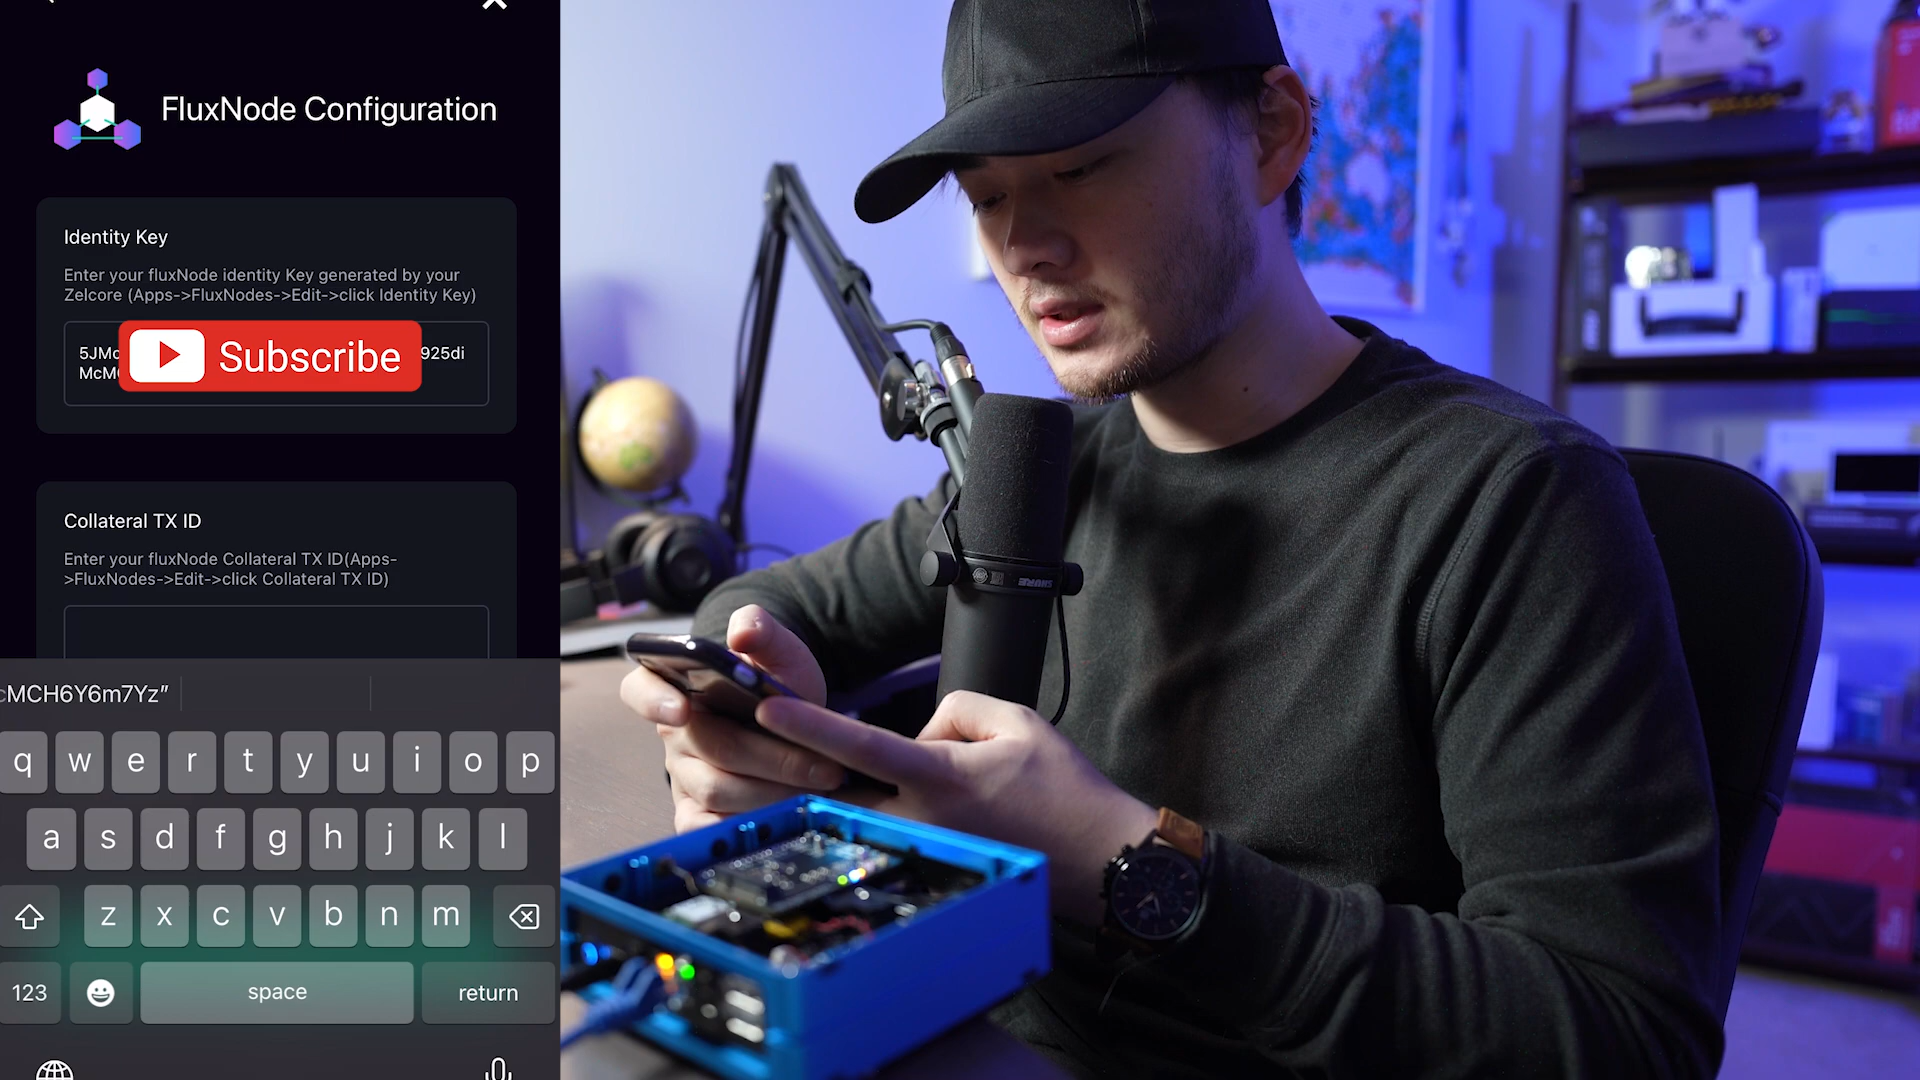 FluxNode Configuration
Identity Key
Enter your fluxNode identity Key generated by your
Zelcore (Apps->FluxNodes->Edit->click Identity Key)
5JMc 925di
McM
Subscribe
Collateral TX ID
Enter your fluxNode Collateral TX ID(Apps-
>FluxNodes->Edit->click Collateral TX ID)
cMCH6Y6m7Yz"
q w e r t y u i o p
a s d f g h j k l
z x c v b n m
123 space return
SHURE